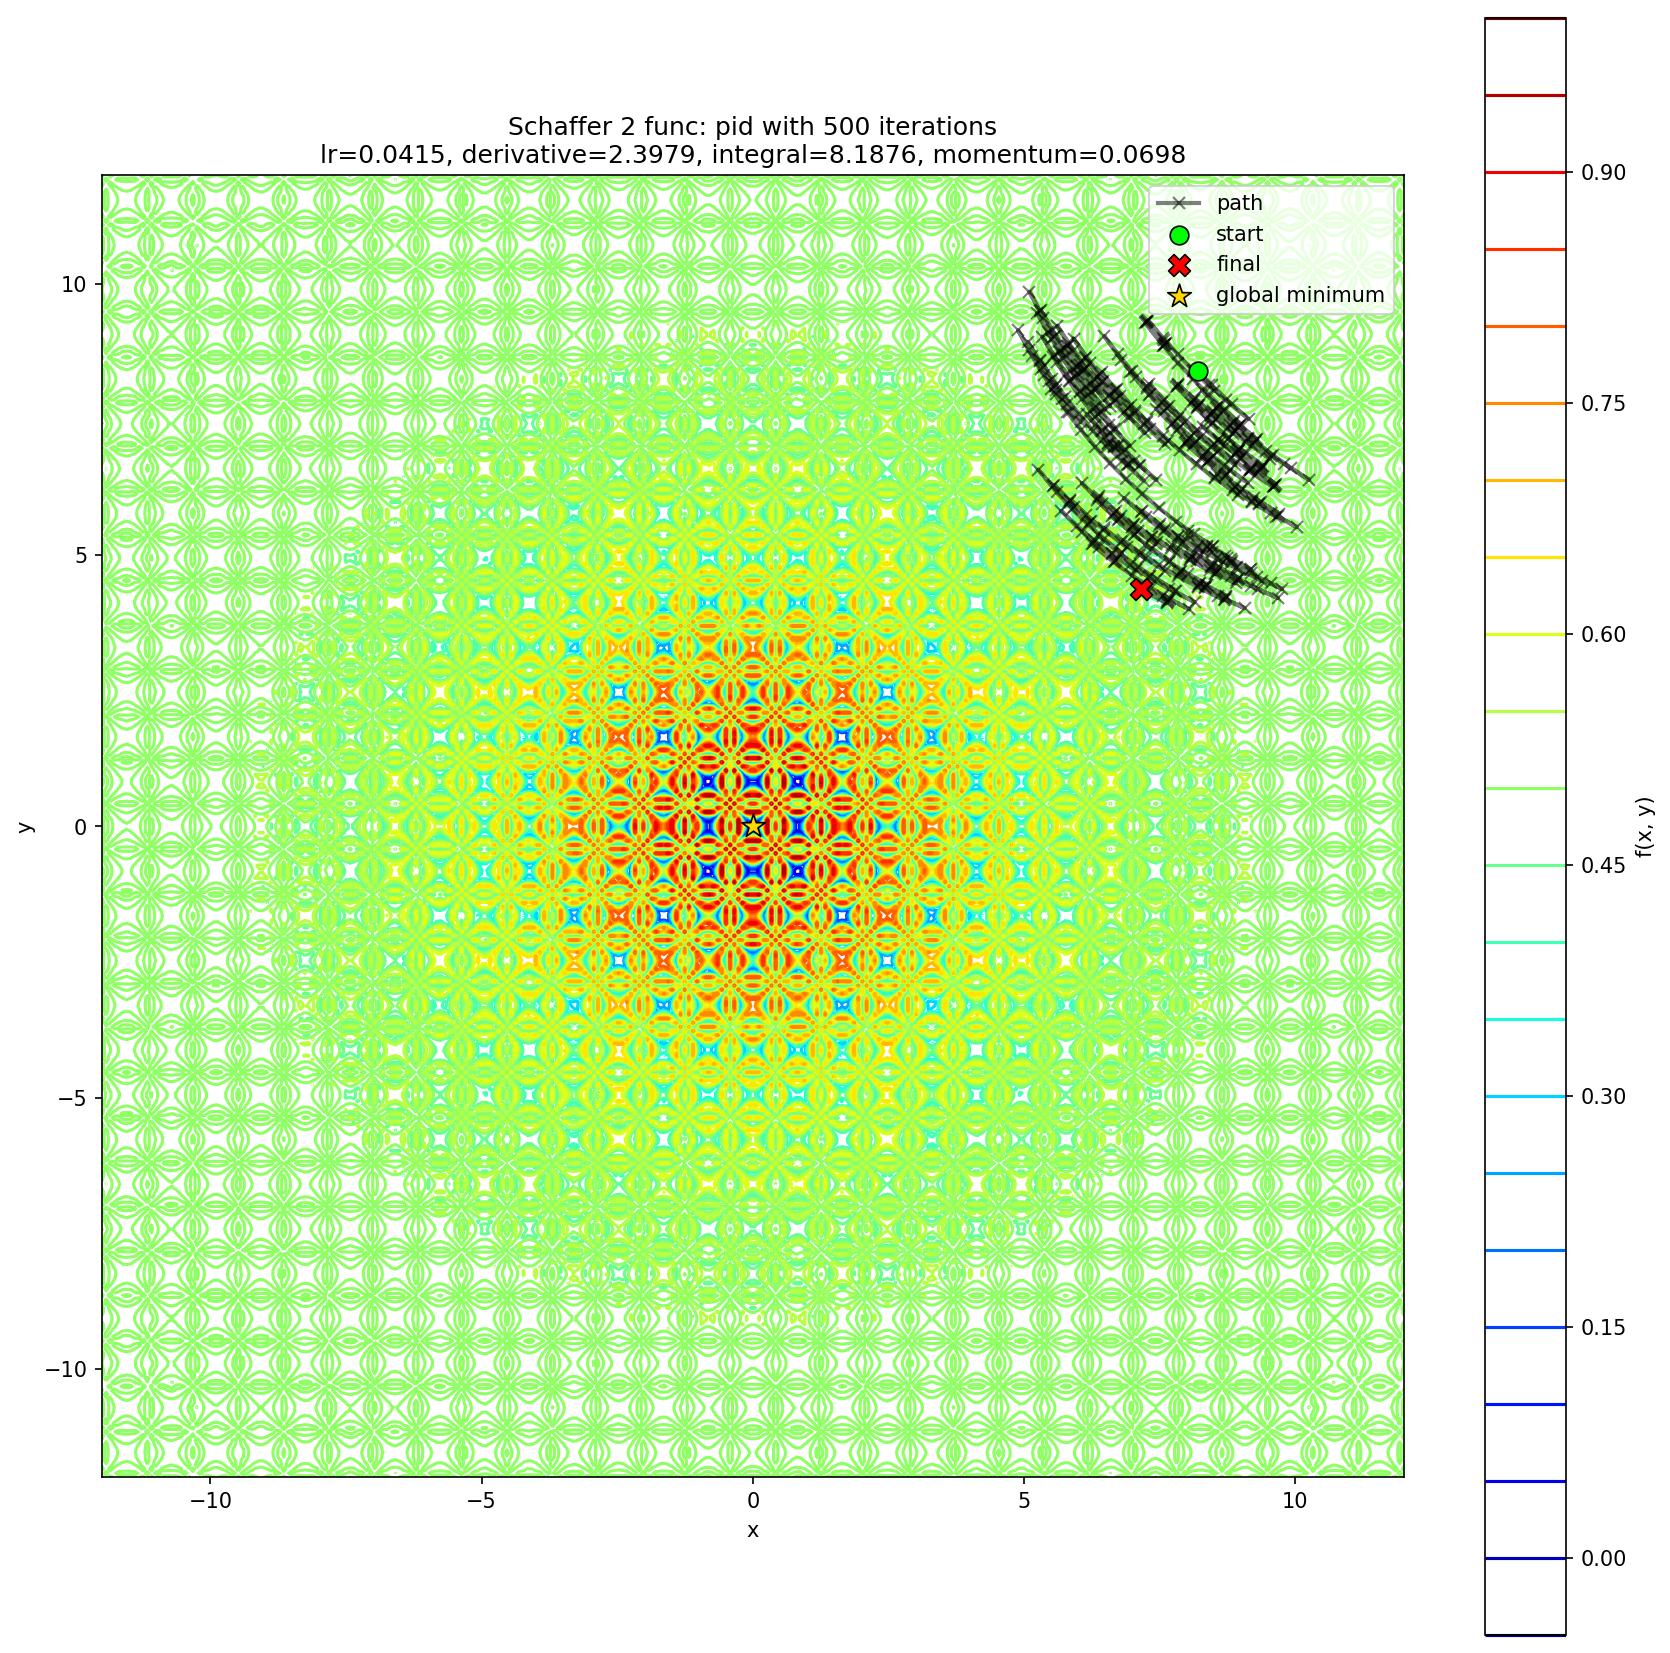 Schaffer 2 func: pid with 500 iterations
lr=0.0415, derivative=2.3979, integral=8.1876, momentum=0.0698
path
start
final
global minimum
10
5
0
−5
−10
y
−10
−5
0
5
10
x
0.90
0.75
0.60
0.45
0.30
0.15
0.00
f(x, y)